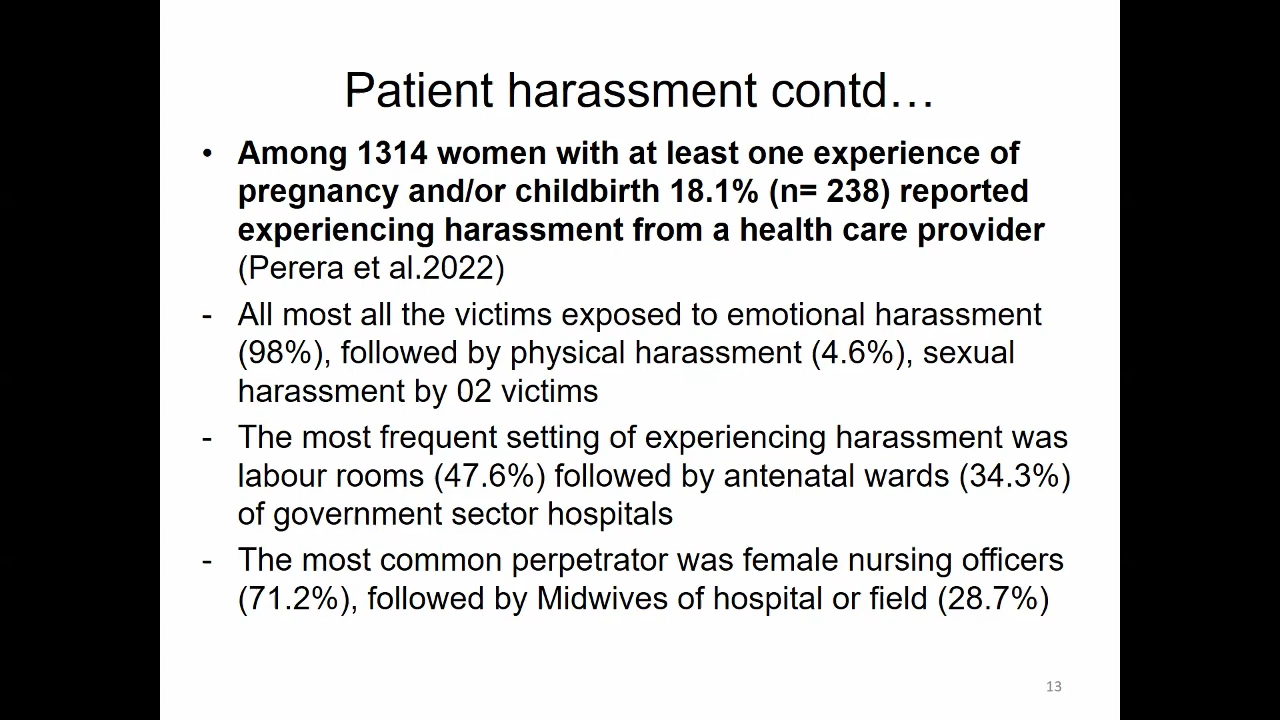 Patient harassment contd…
• Among 1314 women with at least one experience of
pregnancy and/or childbirth 18.1% (n= 238) reported
experiencing harassment from a health care provider
(Perera et al.2022)
- All most all the victims exposed to emotional harassment
(98%), followed by physical harassment (4.6%), sexual
harassment by 02 victims
- The most frequent setting of experiencing harassment was
labour rooms (47.6%) followed by antenatal wards (34.3%)
of government sector hospitals
- The most common perpetrator was female nursing officers
(71.2%), followed by Midwives of hospital or field (28.7%)
13